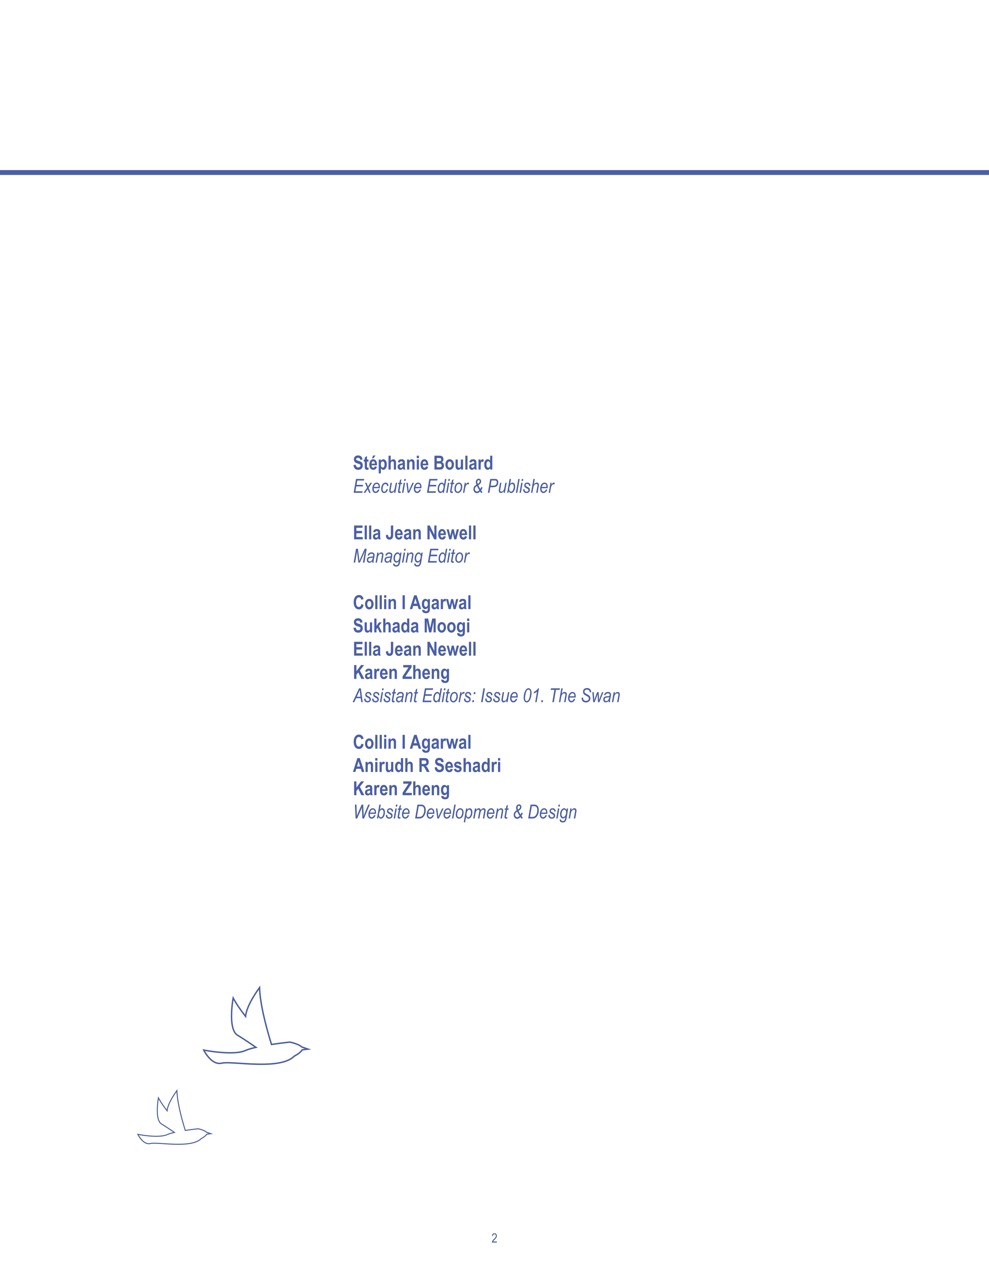 Stéphanie Boulard
Executive Editor & Publisher
Ella Jean Newell
Managing Editor
Collin I Agarwal
Sukhada Moogi
Ella Jean Newell
Karen Zheng
Assistant Editors: Issue 01. The Swan
Collin I Agarwal
Anirudh R Seshadri
Karen Zheng
Website Development & Design
2